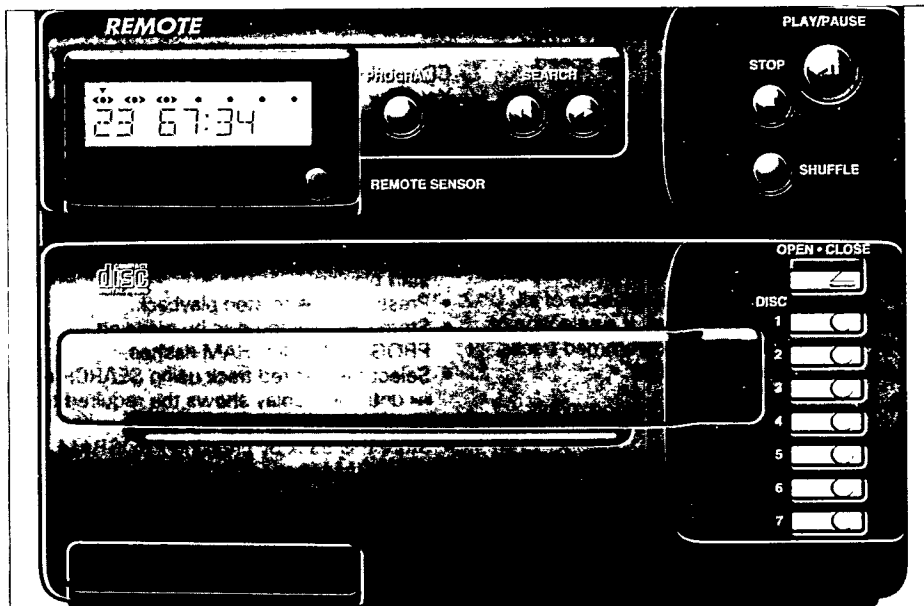 REMOTE
PLAY/PAUSE
STOP
PROGRAM
SEARCH
23 67:34
REMOTE SENSOR
SHUFFLE
COMPACT
disc
OPEN • CLOSE
DISC
1
2
3
4
5
6
7